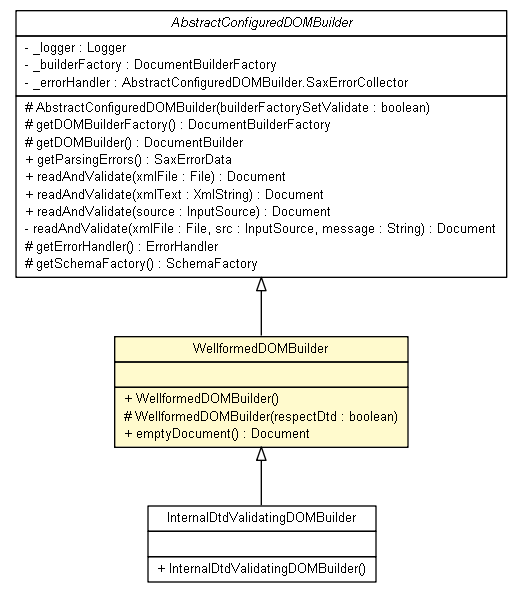 AbstractConfiguredDOMBuilder
- _logger : Logger
- _builderFactory : DocumentBuilderFactory
- _errorHandler : AbstractConfiguredDOMBuilder.SaxErrorCollector
# AbstractConfiguredDOMBuilder(builderFactorySetValidate : boolean)
# getDOMBuilderFactory() : DocumentBuilderFactory
# getDOMBuilder() : DocumentBuilder
+ getParsingErrors() : SaxErrorData
+ readAndValidate(xmlFile : File) : Document
+ readAndValidate(xmlText : XmlString) : Document
+ readAndValidate(source : InputSource) : Document
- readAndValidate(xmlFile : File, src : InputSource, message : String) : Document
# getErrorHandler() : ErrorHandler
# getSchemaFactory() : SchemaFactory
WellformedDOMBuilder
+ WellformedDOMBuilder()
# WellformedDOMBuilder(respectDtd : boolean)
+ emptyDocument() : Document
InternalDtdValidatingDOMBuilder
+ InternalDtdValidatingDOMBuilder()